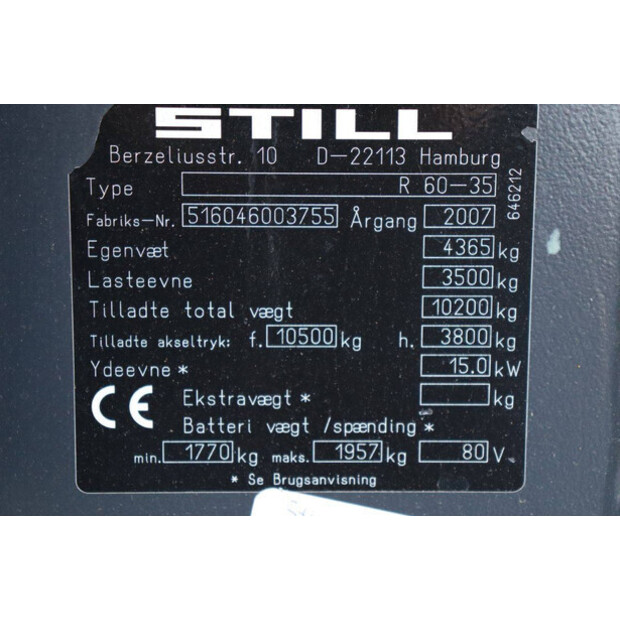 STILL
Berzeliusstr. 10 D-22113 Hamburg
Type R 60-35
Fabriks-Nr. 516046003755 Årgang 2007
646212
Egenvæt 4365 kg
Lasteevne 3500 kg
Tilladte total vægt 10200 kg
Tilladte akseltryk: f. 10500 kg h. 3800 kg
Ydeevne * 15.0 kW
CE
Ekstravægt * kg
Batteri vægt /spænding *
min. 1770 kg maks. 1957 kg 80 V
* Se Brugsanvisning